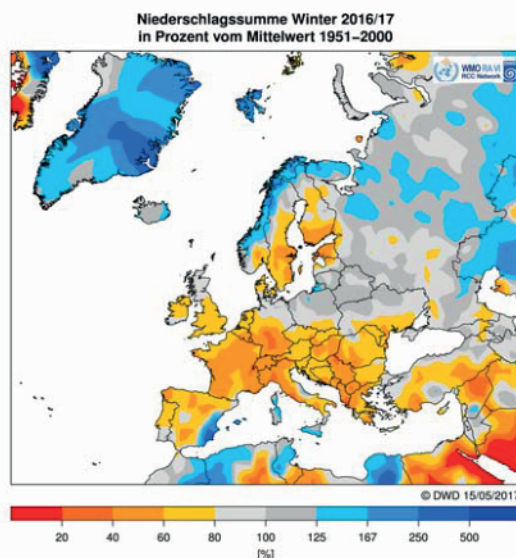 Niederschlagssumme Winter 2016/17
in Prozent vom Mittelwert 1951–2000
WMO RA VI
RCC Network
© DWD 15/05/2017
20 40 60 80 100 125 167 250 500
[%]